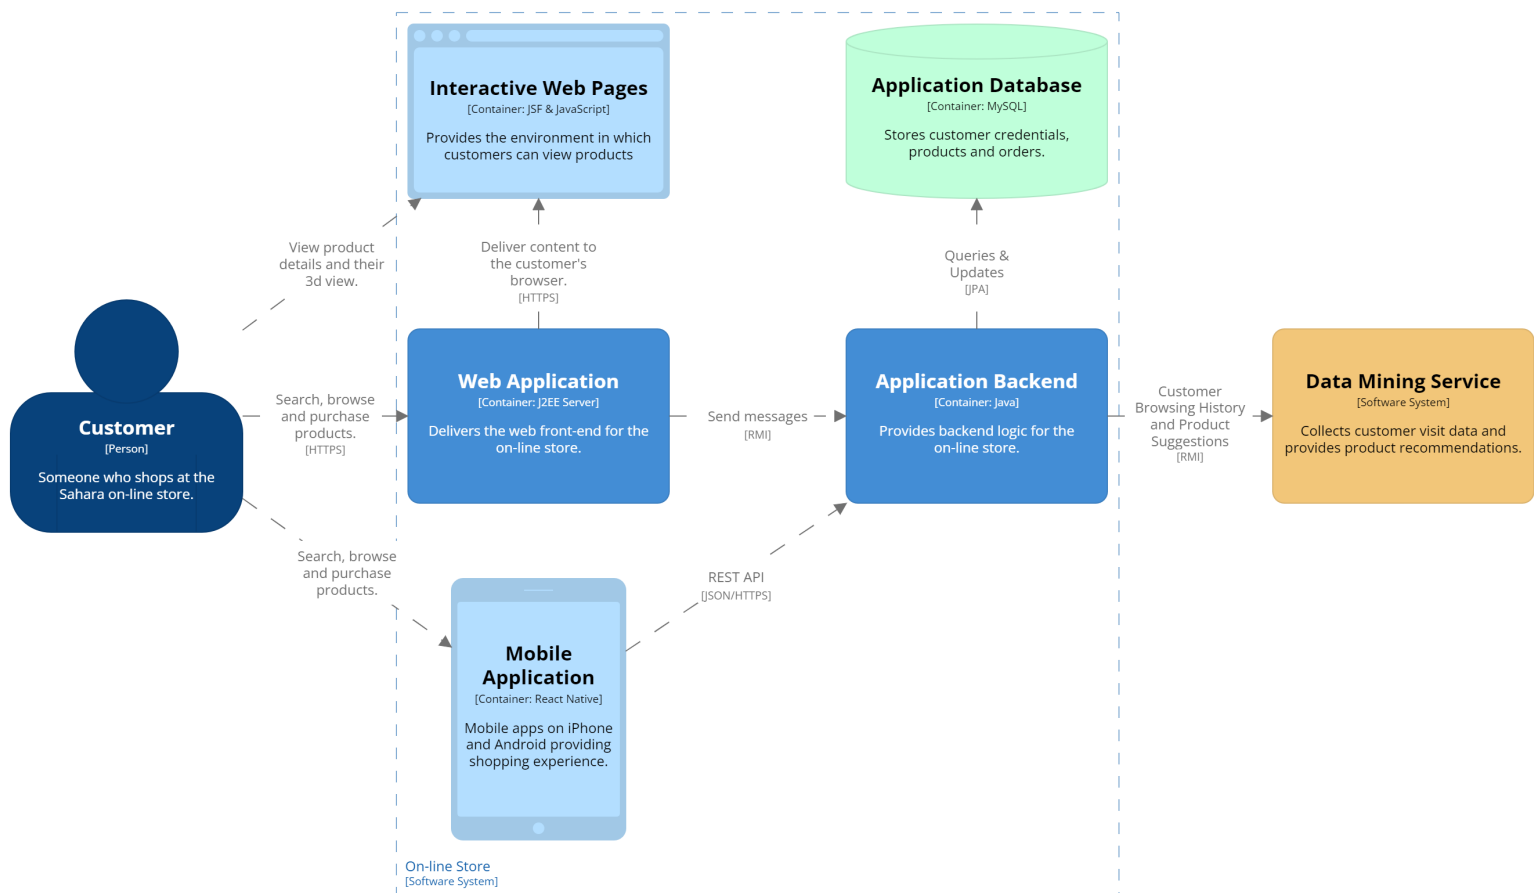 Interactive Web Pages
[Container: JSF & JavaScript]
Provides the environment in which
customers can view products
Application Database
[Container: MySQL]
Stores customer credentials,
products and orders.
View product
details and their
3d view.
Deliver content to
the customer's
browser.
[HTTPS]
Queries &
Updates
[JPA]
Customer
[Person]
Someone who shops at the
Sahara on-line store.
Search, browse
and purchase
products.
[HTTPS]
Web Application
[Container: J2EE Server]
Delivers the web front-end for the
on-line store.
Send messages
[RMI]
Application Backend
[Container: Java]
Provides backend logic for the
on-line store.
Customer
Browsing History
and Product
Suggestions
[RMI]
Data Mining Service
[Software System]
Collects customer visit data and
provides product recommendations.
Search, browse
and purchase
products.
REST API
[JSON/HTTPS]
Mobile
Application
[Container: React Native]
Mobile apps on iPhone
and Android providing
shopping experience.
On-line Store
[Software System]